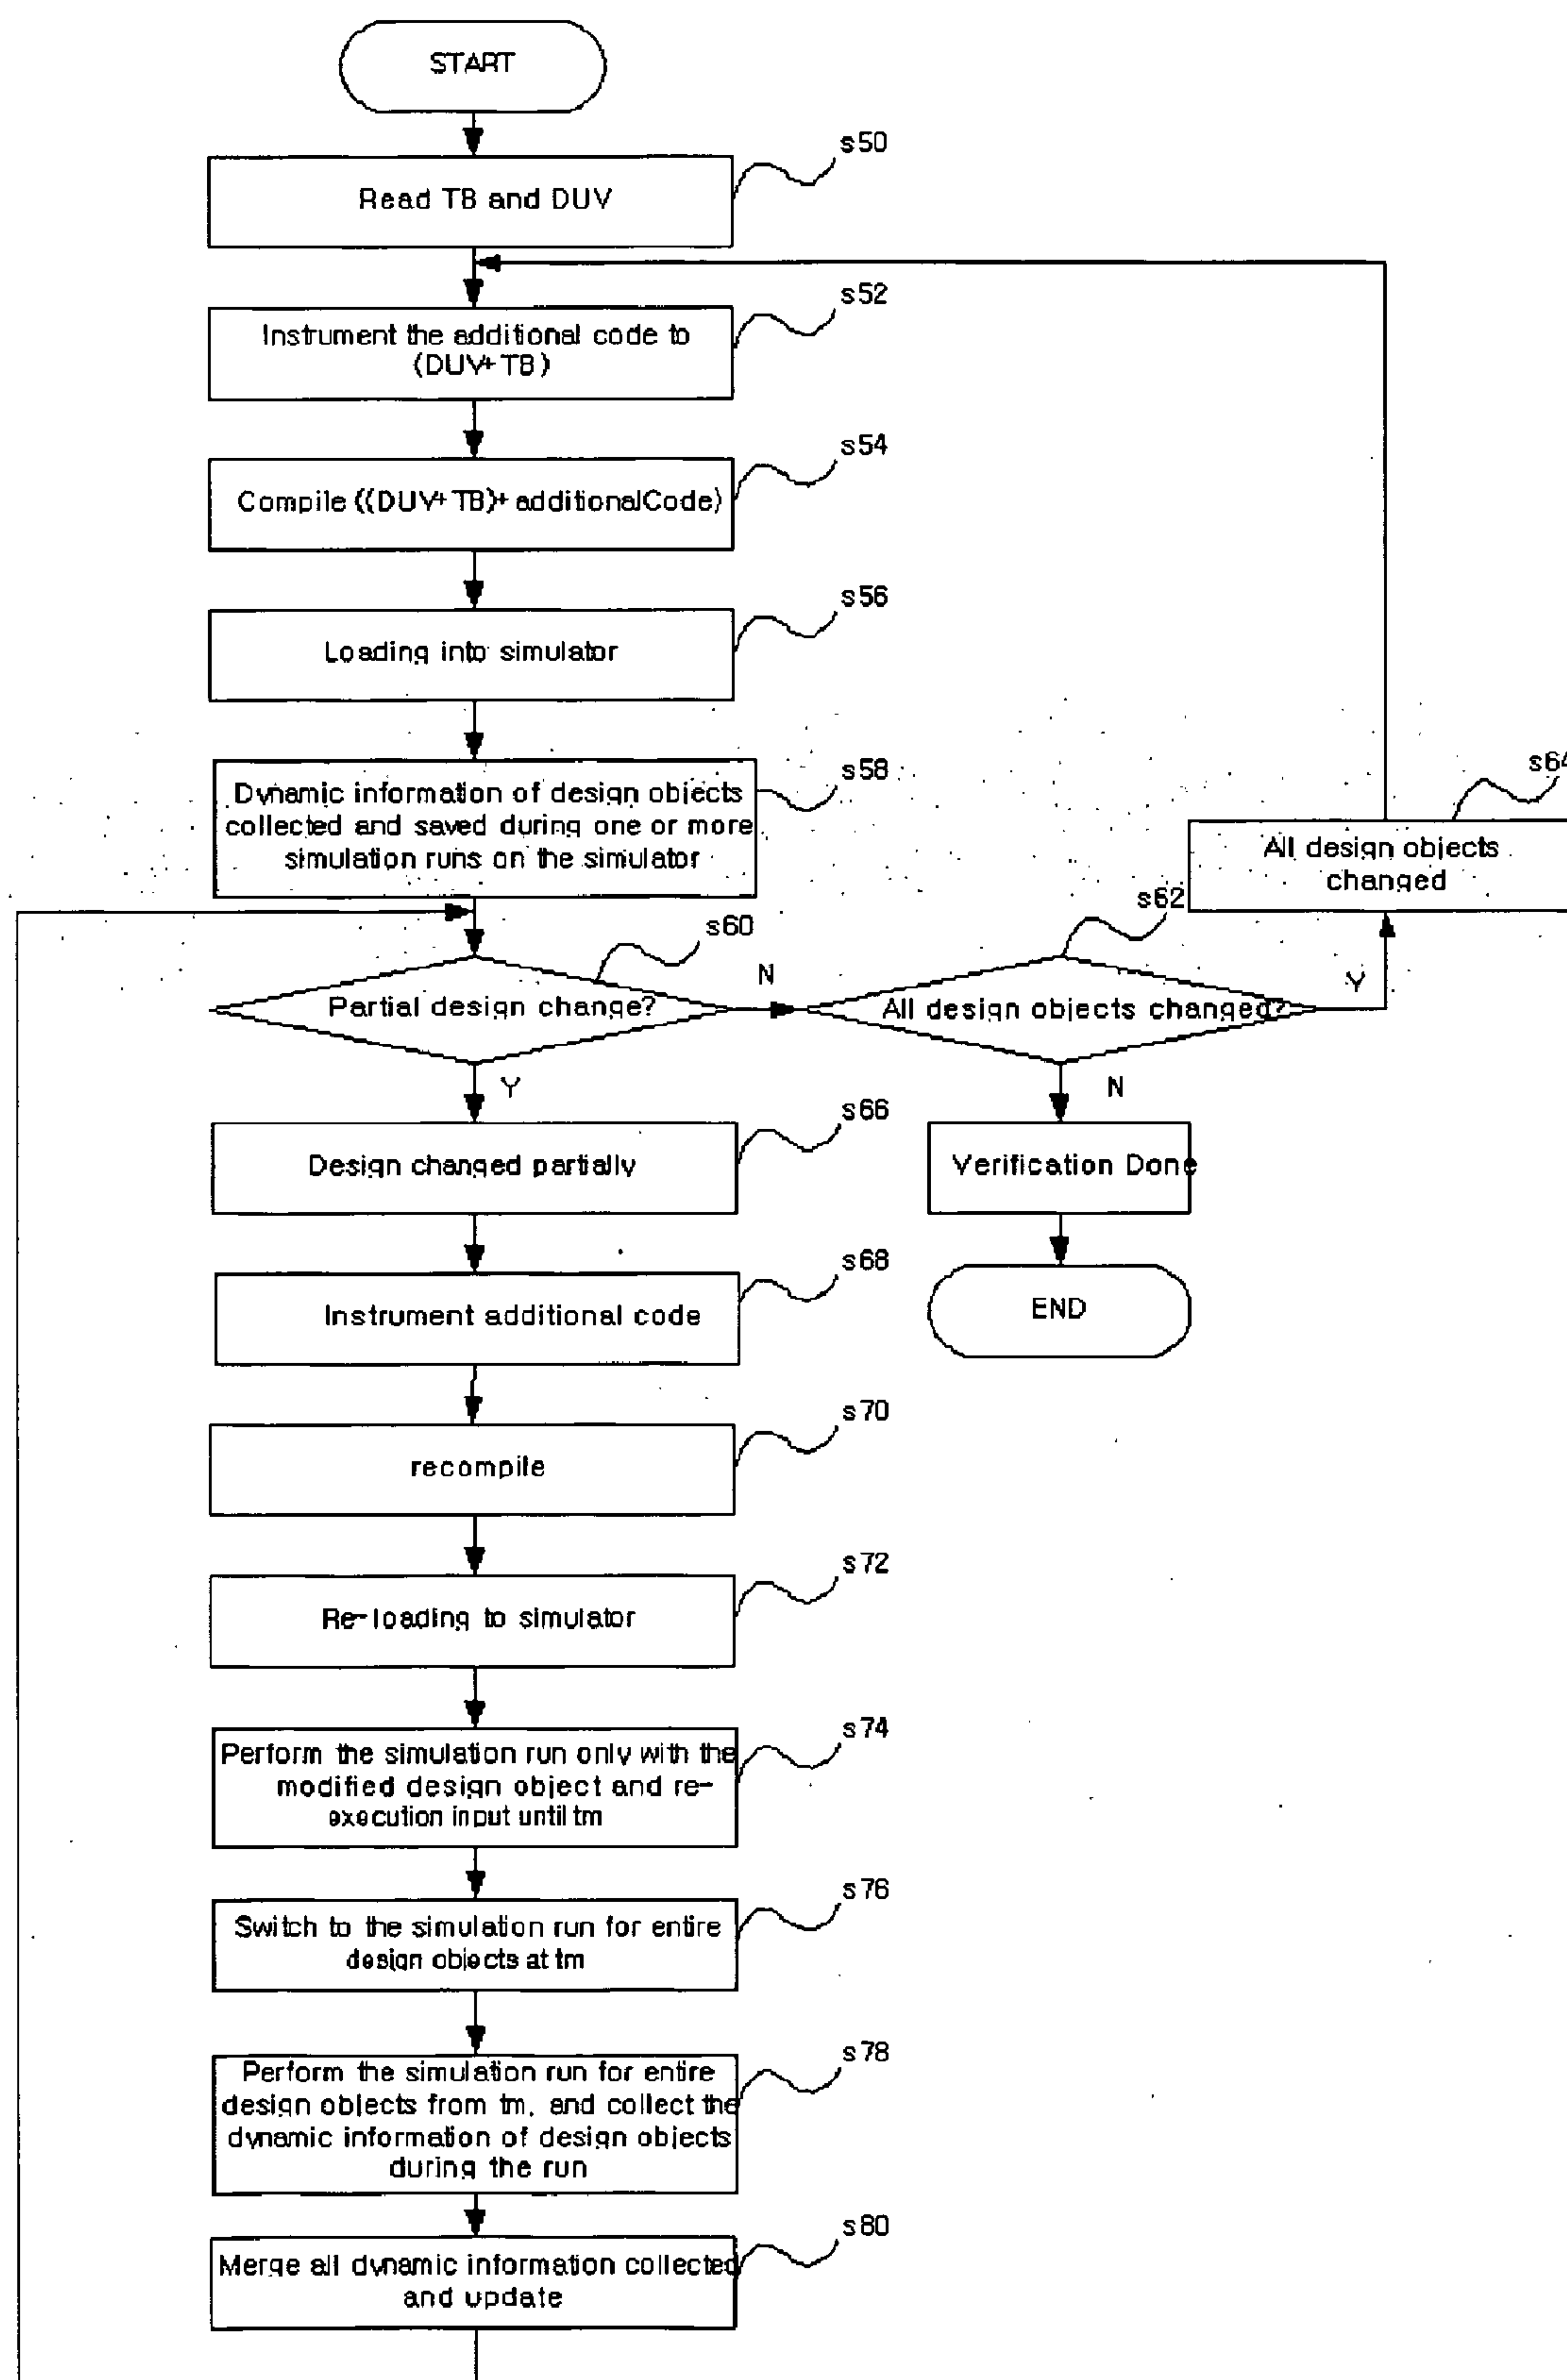 START
s50
Read TB and DUV
s52
Instrument the additional code to
(DUV+TB)
s54
Compile ((DUV+TB)+additionalCode)
s56
Loading into simulator
s58
Dynamic information of design objects
collected and saved during one or more
simulation runs on the simulator
s64
All design objects
changed
s60
Partial design change?
N
s62
All design objects changed?
Y
Y
N
s66
Design changed partially
Verification Done
s68
Instrument additional code
END
s70
recompile
s72
Re-loading to simulator
s74
Perform the simulation run only with the
modified design object and re-
execution input until tm
s76
Switch to the simulation run for entire
design objects at tm
s78
Perform the simulation run for entire
design objects from tm, and collect the
dynamic information of design objects
during the run
s80
Merge all dynamic information collected
and update